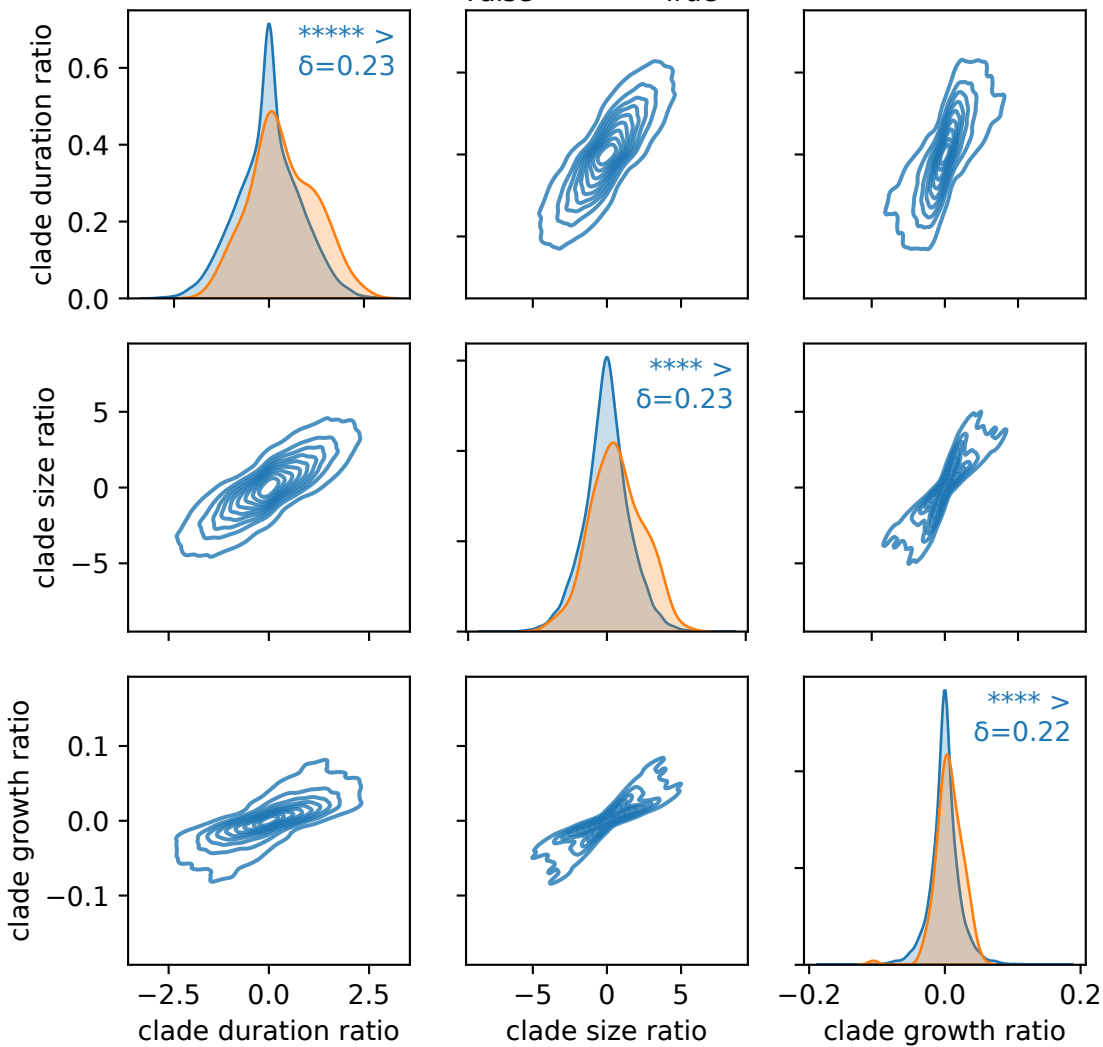 clade duration ratio
0.6
0.4
0.2
0.0
***** >
δ=0.23
clade size ratio
5
0
−5
**** >
δ=0.23
clade growth ratio
0.1
0.0
−0.1
**** >
δ=0.22
−2.5 0.0 2.5
−5 0 5
−0.2 0.0 0.2
clade duration ratio
clade size ratio
clade growth ratio